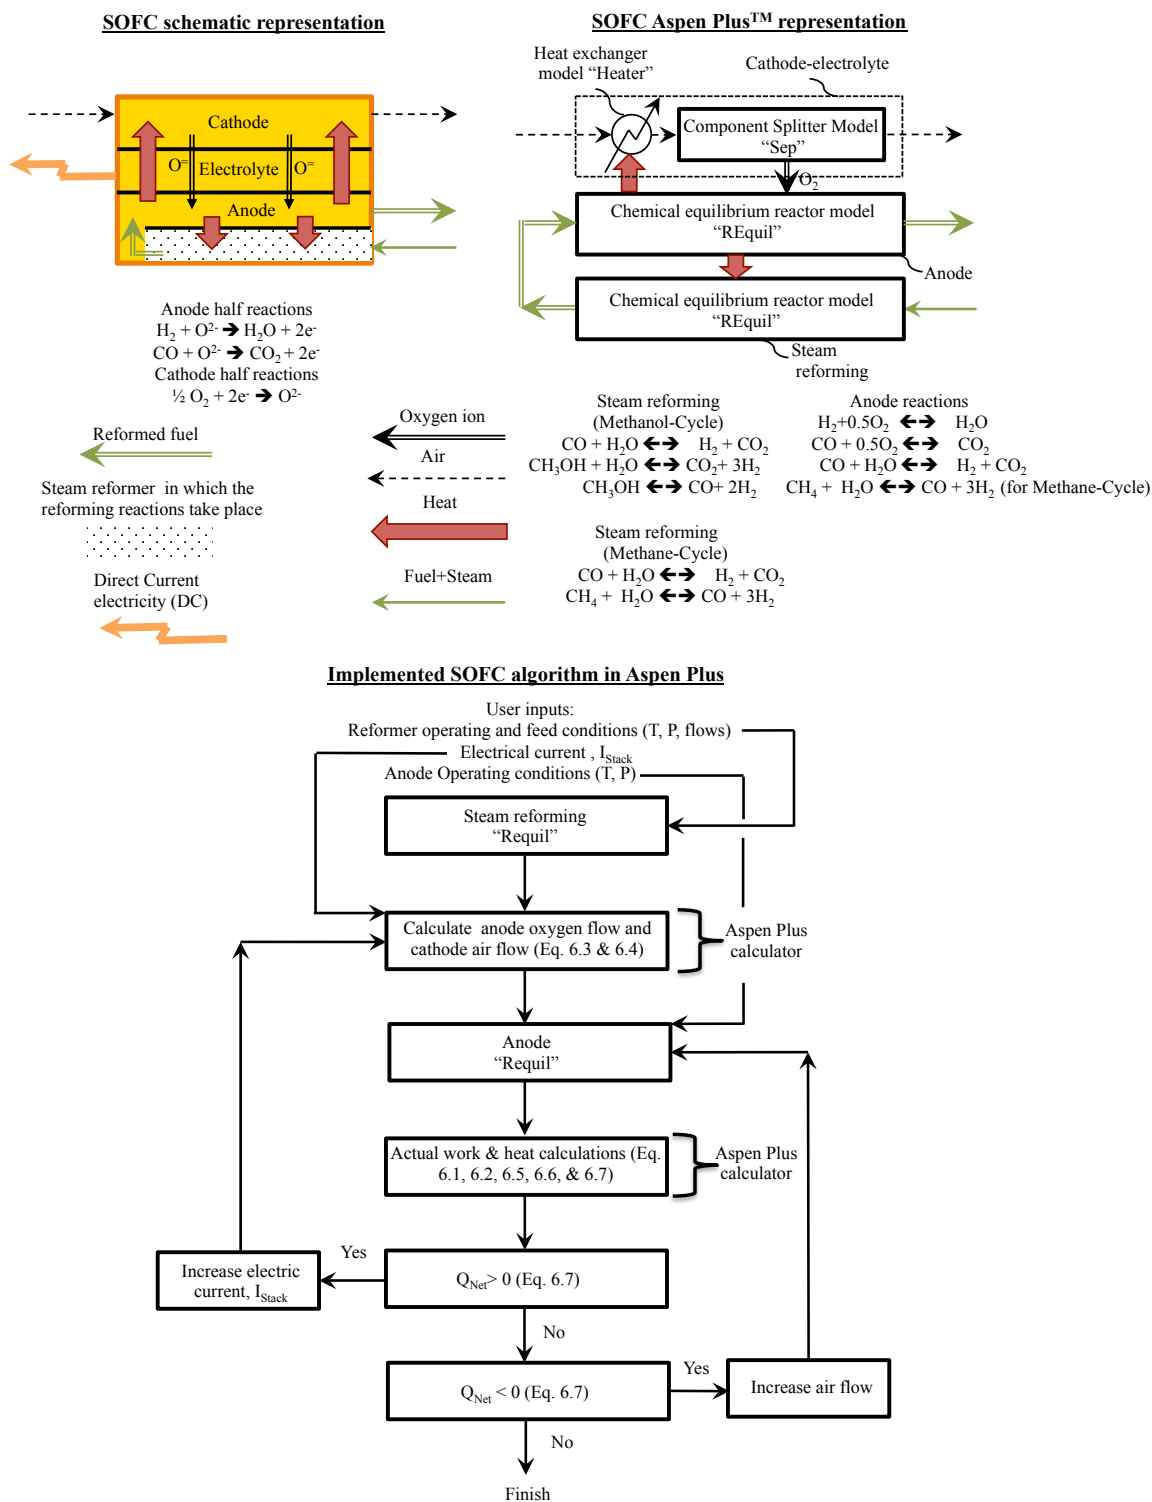 SOFC schematic representation
SOFC Aspen Plus™ representation
Heat exchanger
model “Heater”
Cathode-electrolyte
Cathode
Component Splitter Model
“Sep”
O=
Electrolyte
O=
O₂
Anode
Chemical equilibrium reactor model
“REquil”
Anode
Chemical equilibrium reactor model
“REquil”
Steam
reforming
Anode half reactions
H₂ + O²⁻ ➔ H₂O + 2e⁻
CO + O²⁻ ➔ CO₂ + 2e⁻
Cathode half reactions
½ O₂ + 2e⁻ ➔ O²⁻
Reformed fuel
Steam reformer in which the
reforming reactions take place
Direct Current
electricity (DC)
Oxygen ion
Air
Heat
Fuel+Steam
Steam reforming
(Methanol-Cycle)
CO + H₂O ↔ H₂ + CO₂
CH₃OH + H₂O ↔ CO₂+ 3H₂
CH₃OH ↔ CO+ 2H₂
Anode reactions
H₂+0.5O₂ ↔ H₂O
CO + 0.5O₂ ↔ CO₂
CO + H₂O ↔ H₂ + CO₂
CH₄ + H₂O ↔ CO + 3H₂ (for Methane-Cycle)
Steam reforming
(Methane-Cycle)
CO + H₂O ↔ H₂ + CO₂
CH₄ + H₂O ↔ CO + 3H₂
Implemented SOFC algorithm in Aspen Plus
User inputs:
Reformer operating and feed conditions (T, P, flows)
Electrical current , I_Stack
Anode Operating conditions (T, P)
Steam reforming
“Requil”
Calculate anode oxygen flow and
cathode air flow (Eq. 6.3 & 6.4)
Aspen Plus
calculator
Anode
“Requil”
Actual work & heat calculations (Eq.
6.1, 6.2, 6.5, 6.6, & 6.7)
Aspen Plus
calculator
Yes
Increase electric
current, I_Stack
Q_Net> 0 (Eq. 6.7)
No
Q_Net < 0 (Eq. 6.7)
Yes
Increase air flow
No
Finish